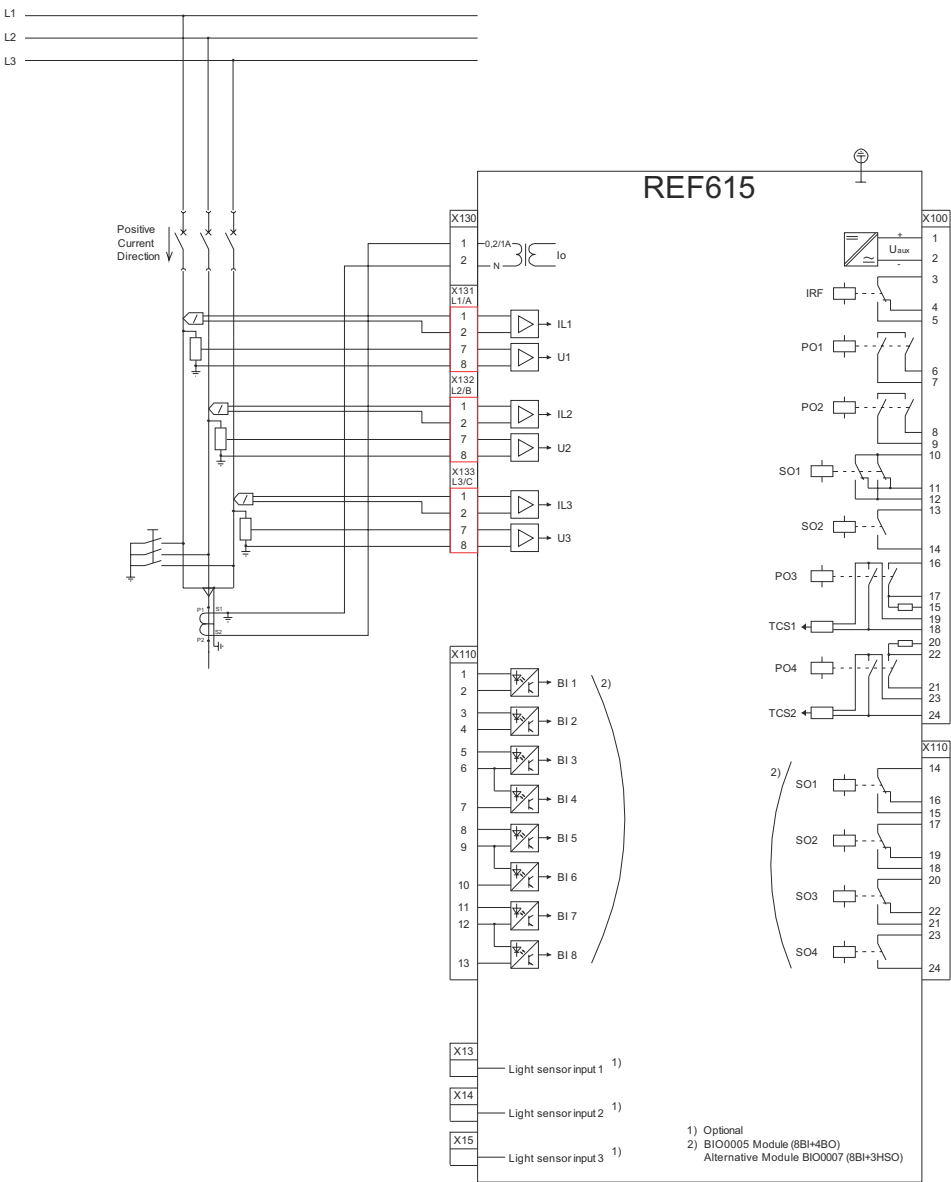 L1
L2
L3
REF615
Positive
Current
Direction
X130
1
2
0,2/1A
N
Io
X131
L1/A
1
2
7
8
IL1
U1
X132
L2/B
1
2
7
8
IL2
U2
X133
L3/C
1
2
7
8
IL3
U3
P1
S1
S2
P2
X110
1
2
3
4
5
6
7
8
9
10
11
12
13
BI 1
BI 2
BI 3
BI 4
BI 5
BI 6
BI 7
BI 8
2)
X13
Light sensor input 1 1)
X14
Light sensor input 2 1)
X15
Light sensor input 3 1)
X100
+
Uaux
-
1
2
IRF
3
4
5
PO1
6
7
PO2
8
9
SO1
10
11
12
SO2
13
14
PO3
16
17
15
TCS1
19
18
20
22
PO4
21
23
TCS2
24
X110
2)
SO1
14
16
15
SO2
17
19
18
SO3
20
22
21
SO4
23
24
1) Optional
2) BIO0005 Module (8BI+4BO)
Alternative Module BIO0007 (8BI+3HSO)